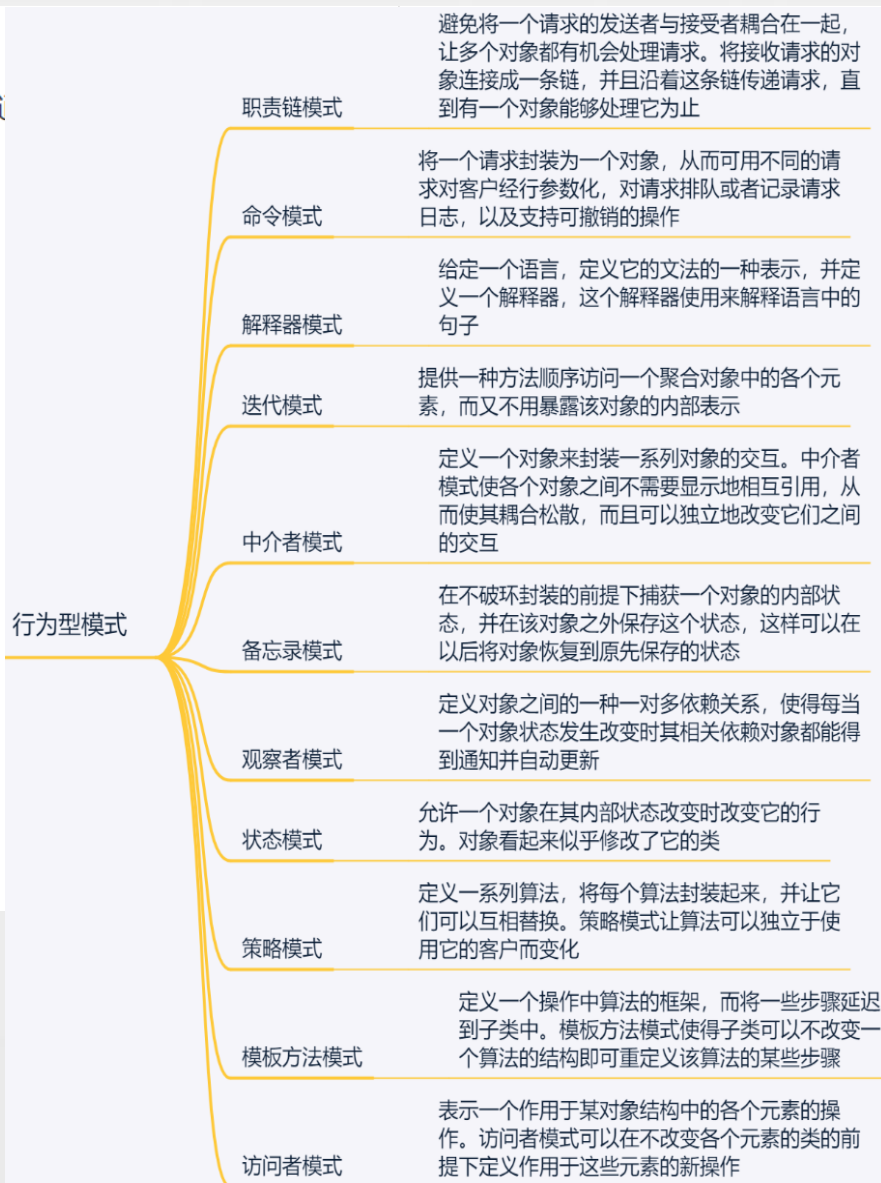 避免将一个请求的发送者与接受者耦合在一起，
让多个对象都有机会处理请求。将接收请求的对
象连接成一条链，并且沿着这条链传递请求，直
到有一个对象能够处理它为止
职责链模式
将一个请求封装为一个对象，从而可用不同的请
求对客户经行参数化，对请求排队或者记录请求
日志，以及支持可撤销的操作
命令模式
给定一个语言，定义它的文法的一种表示，并定
义一个解释器，这个解释器使用来解释语言中的
句子
解释器模式
提供一种方法顺序访问一个聚合对象中的各个元
素，而又不用暴露该对象的内部表示
迭代模式
定义一个对象来封装一系列对象的交互。中介者
模式使各个对象之间不需要显示地相互引用，从
而使其耦合松散，而且可以独立地改变它们之间
的交互
中介者模式
行为型模式
在不破坏封装的前提下捕获一个对象的内部状
态，并在该对象之外保存这个状态，这样可以在
以后将对象恢复到原先保存的状态
备忘录模式
定义对象之间的一种一对多依赖关系，使得每当
一个对象状态发生改变时其相关依赖对象都能得
到通知并自动更新
观察者模式
允许一个对象在其内部状态改变时改变它的行
为。对象看起来似乎修改了它的类
状态模式
定义一系列算法，将每个算法封装起来，并让它
们可以互相替换。策略模式让算法可以独立于使
用它的客户而变化
策略模式
定义一个操作中算法的框架，而将一些步骤延迟
到子类中。模板方法模式使得子类可以不改变一
个算法的结构即可重定义该算法的某些步骤
模板方法模式
表示一个作用于某对象结构中的各个元素的操
作。访问者模式可以在不改变各个元素的类的前
提下定义作用于这些元素的新操作
访问者模式